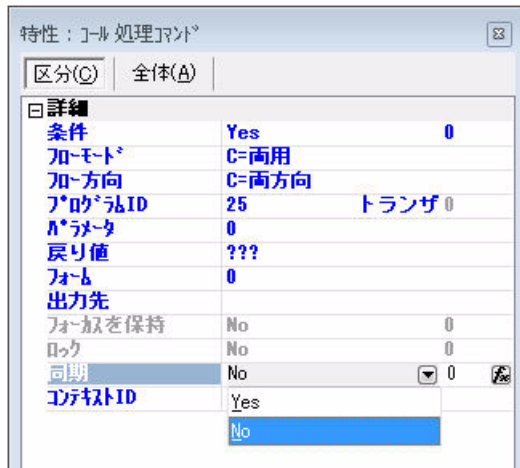 特性：ｺｰﾙ 処理ｺﾏﾝﾄﾞ
区分(C) 全体(A)
詳細
条件 Yes 0
ﾌﾛｰﾓｰﾄﾞ C=両用
ﾌﾛｰ方向 C=両方向
ﾌﾟﾛｸﾞﾗﾑID 25 トランザ 0
ﾊﾟﾗﾒｰﾀ 0
戻り値 ???
ﾌｫｰﾑ 0
出力先
ﾌｫｰｶｽを保持 No 0
ﾛｯｸ No 0
同期 No 0
ｺﾝﾃｷｽﾄID Yes
No